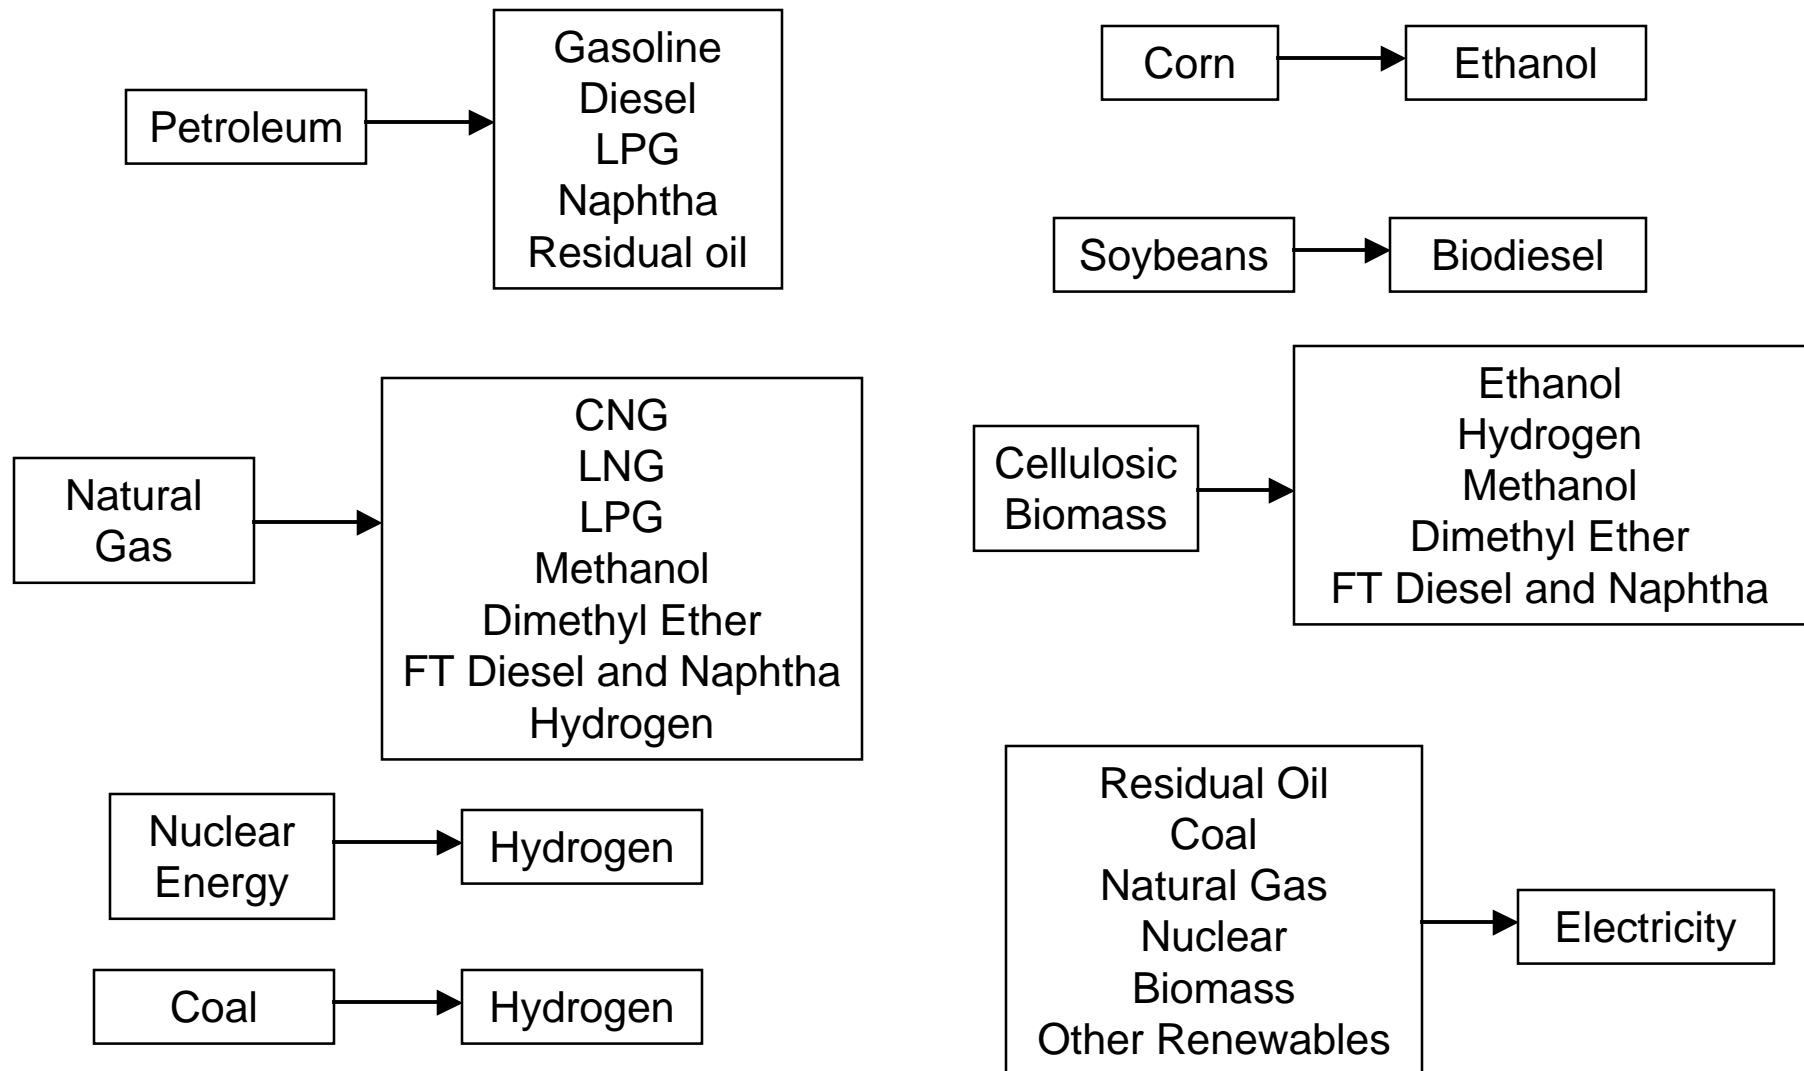 Petroleum
Gasoline
Diesel
LPG
Naphtha
Residual oil
Natural
Gas
CNG
LNG
LPG
Methanol
Dimethyl Ether
FT Diesel and Naphtha
Hydrogen
Nuclear
Energy
Hydrogen
Coal
Hydrogen
Corn
Ethanol
Soybeans
Biodiesel
Cellulosic
Biomass
Ethanol
Hydrogen
Methanol
Dimethyl Ether
FT Diesel and Naphtha
Residual Oil
Coal
Natural Gas
Nuclear
Biomass
Other Renewables
Electricity